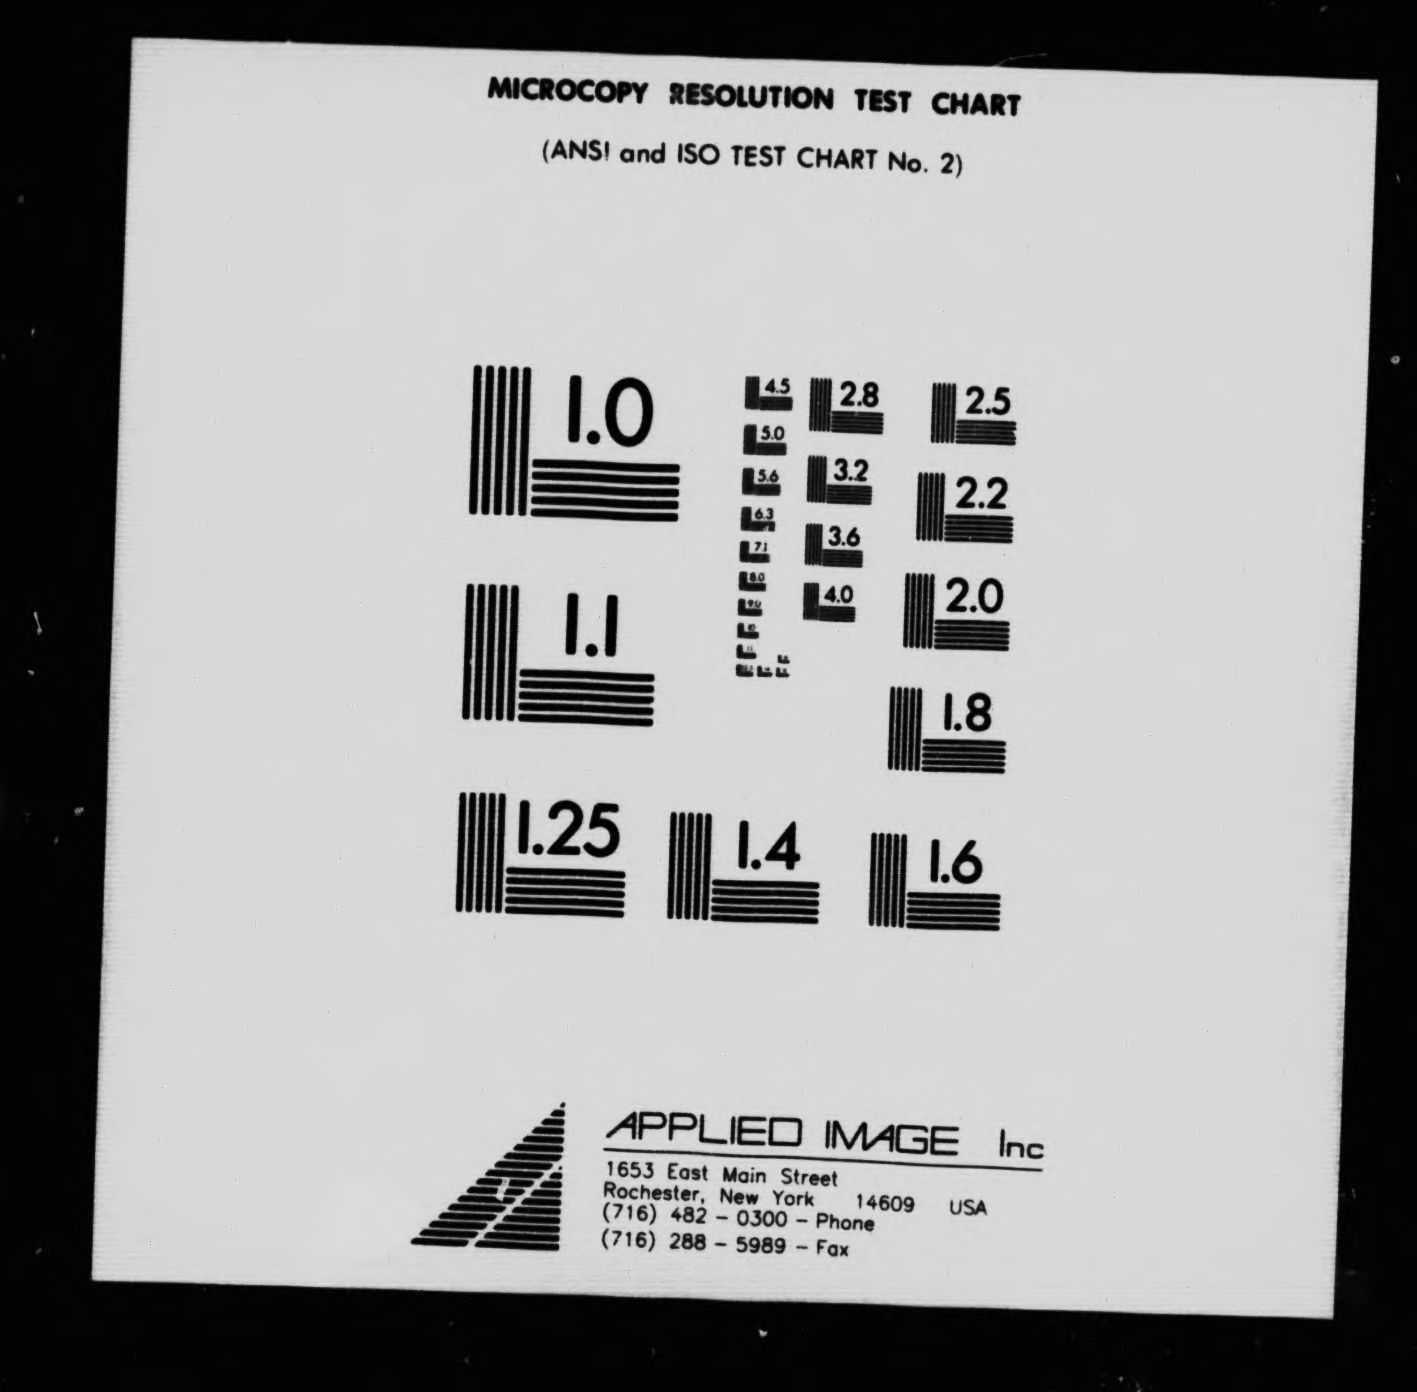 MICROCOPY RESOLUTION TEST CHART
(ANSI and ISO TEST CHART No. 2)
1.0
4.5
2.8
2.5
5.0
3.2
2.2
5.6
6.3
3.6
7.1
8.0
4.0
2.0
9.0
1.1
1.8
1.25
1.4
1.6
APPLIED IMAGE Inc
1653 East Main Street
Rochester, New York 14609 USA
(716) 482 - 0300 - Phone
(716) 288 - 5989 - Fax